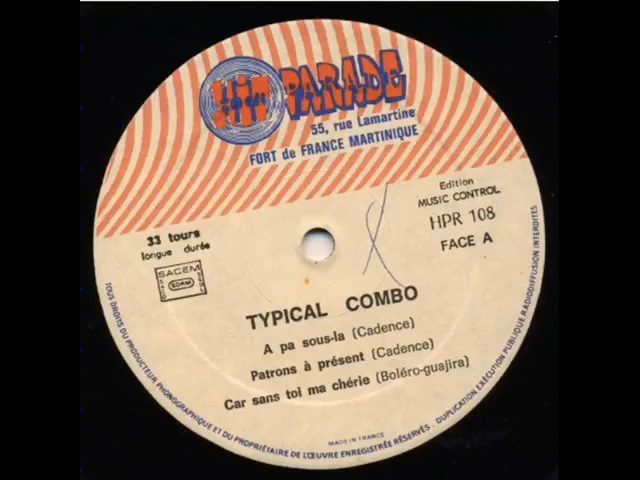 Hit PARADE
55, rue Lamartine
FORT de FRANCE MARTINIQUE
Edition
MUSIC CONTROL
HPR 108
FACE A
33 tours
longue durée
SACEM
SDRM
TYPICAL COMBO
A pa sous-la (Cadence)
Patrons à présent (Cadence)
Car sans toi ma chérie (Boléro-guajira)
MADE IN FRANCE
TOUS DROITS DU PRODUCTEUR PHONOGRAPHIQUE ET DU PROPRIÉTAIRE DE L'ŒUVRE ENREGISTRÉE RÉSERVÉS - DUPLICATION EXÉCUTION PUBLIQUE RADIODIFFUSION INTERDITES